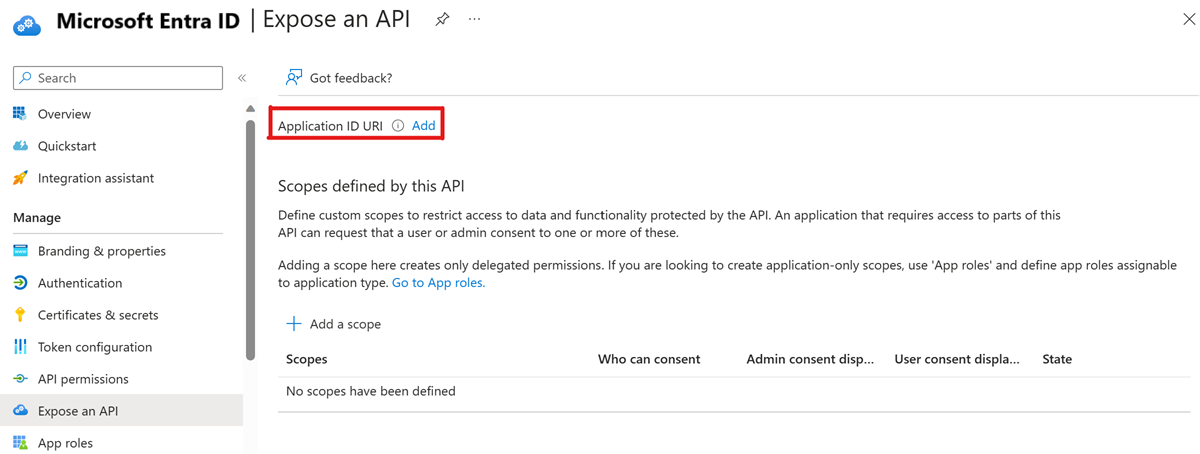 Microsoft Entra ID | Expose an API ...
Search
Got feedback?
Overview
Quickstart
Integration assistant
Manage
Branding & properties
Authentication
Certificates & secrets
Token configuration
API permissions
Expose an API
App roles
Application ID URI Add
Scopes defined by this API
Define custom scopes to restrict access to data and functionality protected by the API. An application that requires access to parts of this
API can request that a user or admin consent to one or more of these.
Adding a scope here creates only delegated permissions. If you are looking to create application-only scopes, use 'App roles' and define app roles assignable
to application type. Go to App roles.
Add a scope
Scopes Who can consent Admin consent disp... User consent displa... State
No scopes have been defined